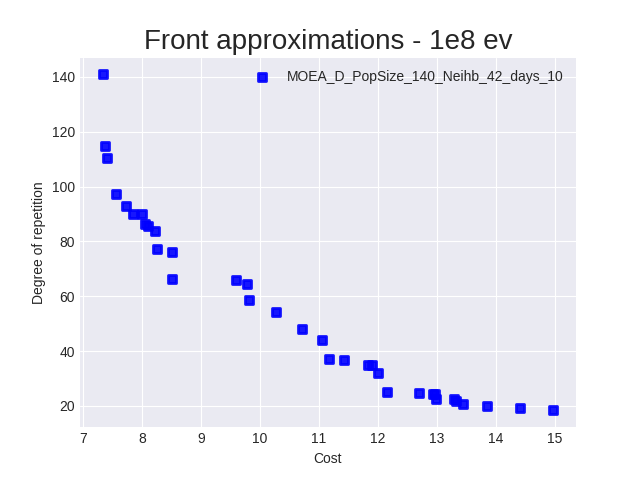 Front approximations - 1e8 ev
MOEA_D_PopSize_140_Neihb_42_days_10
Degree of repetition
140
120
100
80
60
40
20
7 8 9 10 11 12 13 14 15
Cost